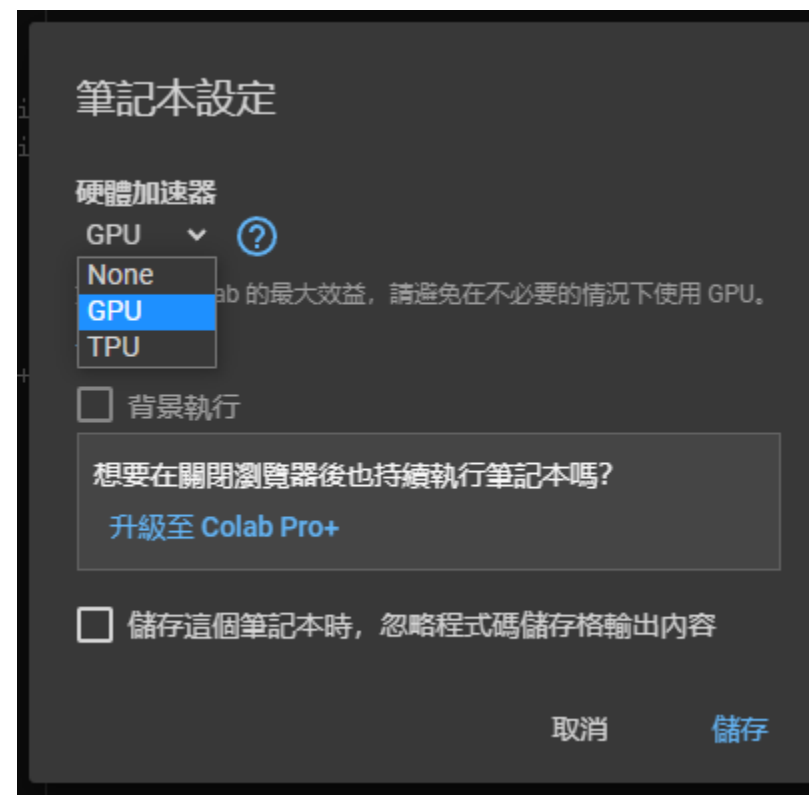 筆記本設定
硬體加速器
GPU
None
ab 的最大效益，請避免在不必要的情況下使用 GPU。
GPU
TPU
背景執行
想要在關閉瀏覽器後也持續執行筆記本嗎?
升級至 Colab Pro+
儲存這個筆記本時，忽略程式碼儲存格輸出內容
取消
儲存